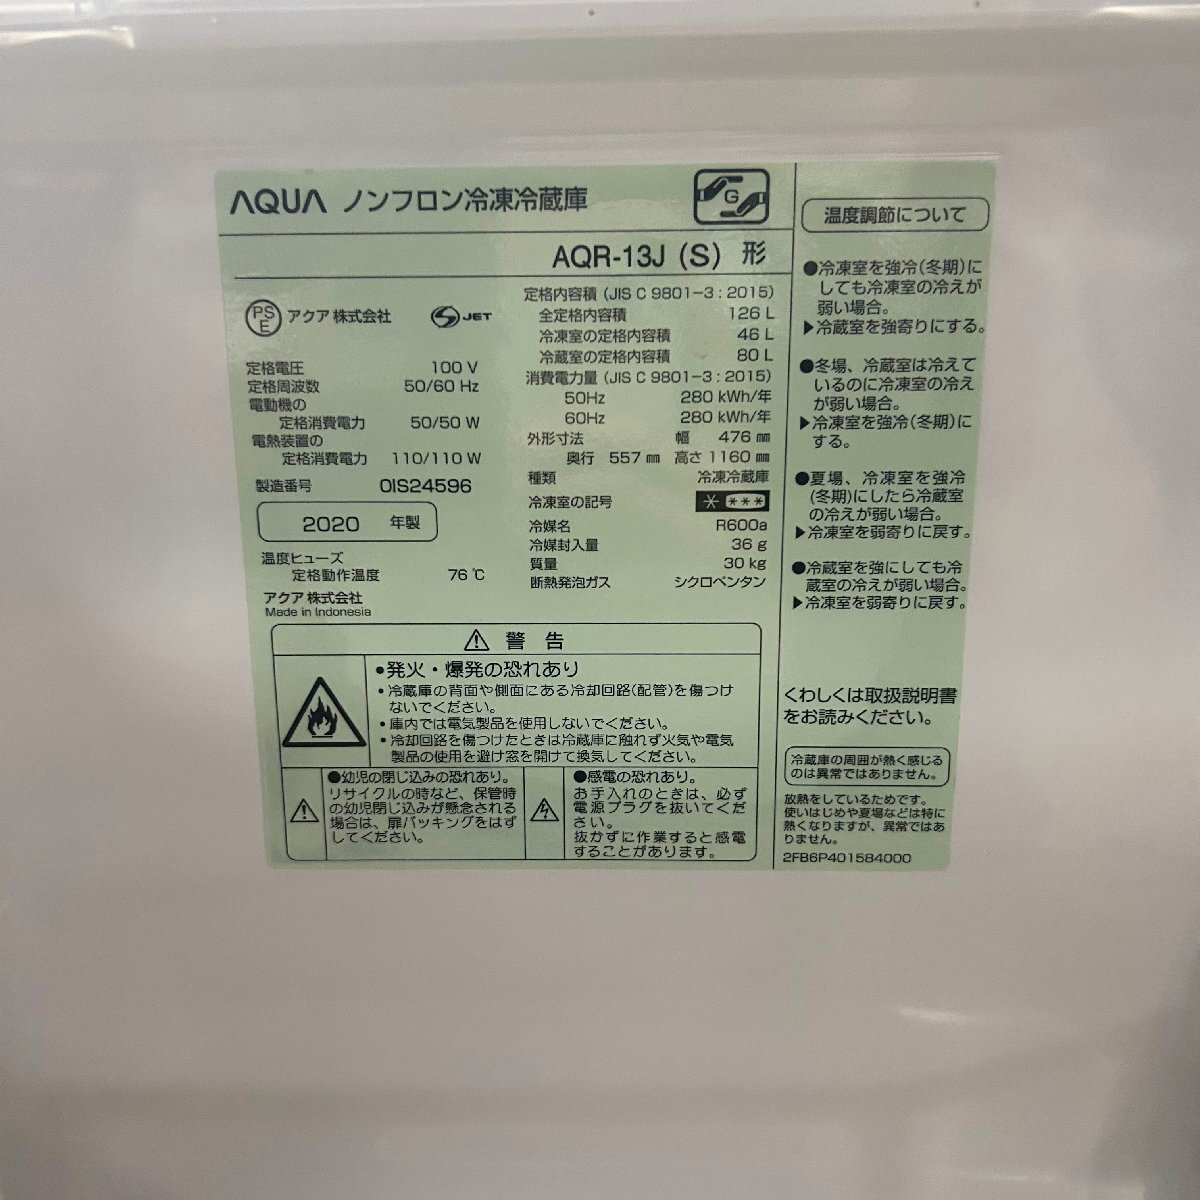 AQUA ノンフロン冷凍冷蔵庫
G
AQR-13J (S) 形
PS
E
アクア 株式会社
S JET
定格電圧 100 V
定格周波数 50/60 Hz
電動機の
定格消費電力 50/50 W
電熱装置の
定格消費電力 110/110 W
製造番号 OIS24596
2020 年製
温度ヒューズ
定格動作温度 76 ℃
アクア 株式会社
Made in Indonesia
定格内容積 (JIS C 9801-3 : 2015)
全定格内容積 126 L
冷凍室の定格内容積 46 L
冷蔵室の定格内容積 80 L
消費電力量 (JIS C 9801-3 : 2015)
50Hz 280 kWh/年
60Hz 280 kWh/年
外形寸法 幅 476 ㎜
奥行 557 ㎜ 高さ 1160 ㎜
種類 冷凍冷蔵庫
冷凍室の記号 * ***
冷媒名 R600a
冷媒封入量 36 g
質量 30 kg
断熱発泡ガス シクロペンタン
⚠ 警 告
●発火・爆発の恐れあり
・冷蔵庫の背面や側面にある冷却回路(配管)を傷つけ
ないでください。
・庫内では電気製品を使用しないでください。
・冷却回路を傷つけたときは冷蔵庫に触れず火気や電気
製品の使用を避け窓を開けて換気してください。
●幼児の閉じ込みの恐れあり。
リサイクルの時など、保管時
の幼児閉じ込みが懸念される
場合は、扉パッキングをはず
してください。
●感電の恐れあり。
お手入れのときは、必ず
電源プラグを抜いてくだ
さい。
抜かずに作業すると感電
することがあります。
温度調節について
●冷凍室を強冷(冬期)に
しても冷凍室の冷えが
弱い場合。
▶冷蔵室を強寄りにする。
●冬場、冷蔵室は冷えて
いるのに冷凍室の冷え
が弱い場合。
▶冷凍室を強冷(冬期)に
する。
●夏場、冷凍室を強冷
(冬期)にしたら冷蔵室
の冷えが弱い場合。
▶冷凍室を弱寄りに戻す。
●冷蔵室を強にしても冷
蔵室の冷えが弱い場合。
▶冷凍室を弱寄りに戻す。
くわしくは取扱説明書
をお読みください。
冷蔵庫の周囲が熱く感じる
のは異常ではありません。
放熱をしているためです。
使いはじめや夏場などは特に
熱くなりますが、異常ではあ
りません。
2FB6P401584000